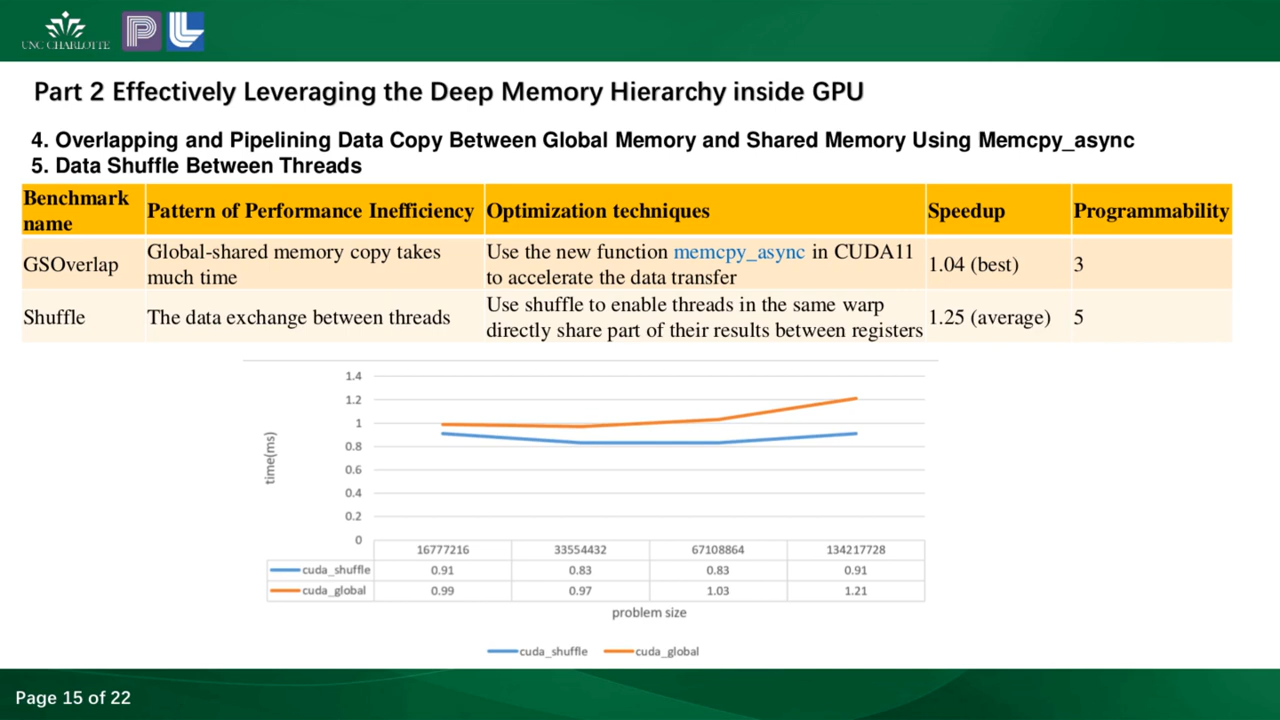 UNC CHARLOTTE
P L
Part 2 Effectively Leveraging the Deep Memory Hierarchy inside GPU
4. Overlapping and Pipelining Data Copy Between Global Memory and Shared Memory Using Memcpy_async
5. Data Shuffle Between Threads
Benchmark name Pattern of Performance Inefficiency Optimization techniques Speedup Programmability
GSOverlap Global-shared memory copy takes much time Use the new function memcpy_async in CUDA11 to accelerate the data transfer 1.04 (best) 3
Shuffle The data exchange between threads Use shuffle to enable threads in the same warp directly share part of their results between registers 1.25 (average) 5
1.4
1.2
1
0.8
0.6
0.4
0.2
0
time(ms)
16777216 33554432 67108864 134217728
cuda_shuffle 0.91 0.83 0.83 0.91
cuda_global 0.99 0.97 1.03 1.21
problem size
cuda_shuffle cuda_global
Page 15 of 22